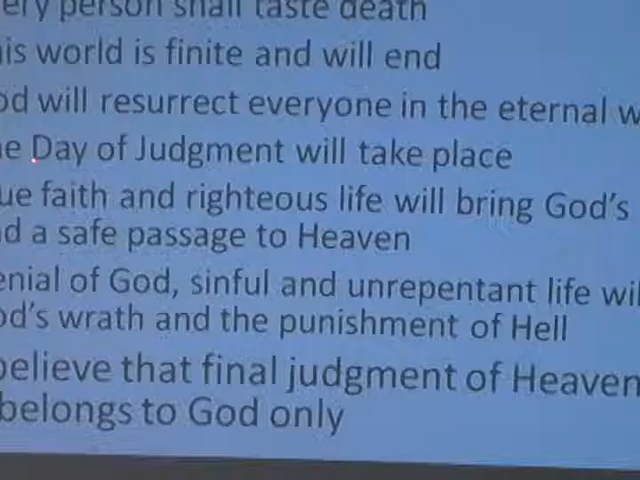 ery person shall taste death
is world is finite and will end
od will resurrect everyone in the eternal w
e Day of Judgment will take place
ue faith and righteous life will bring God's
d a safe passage to Heaven
enial of God, sinful and unrepentant life wil
od's wrath and the punishment of Hell
believe that final judgment of Heaven
belongs to God only